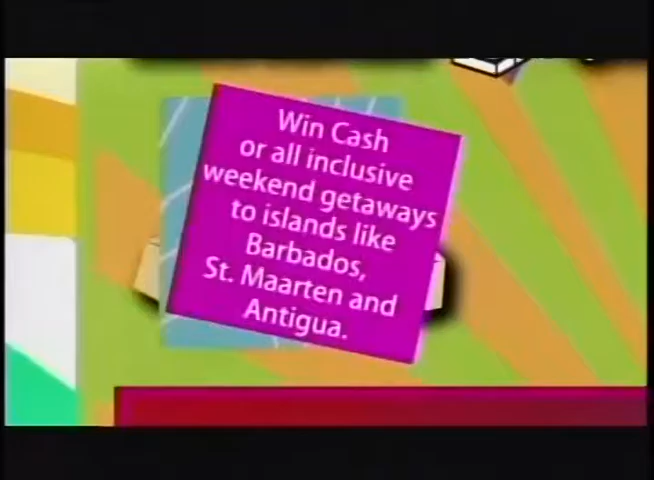 Win Cash
or all inclusive
weekend getaways
to islands like
Barbados,
St. Maarten and
Antigua.